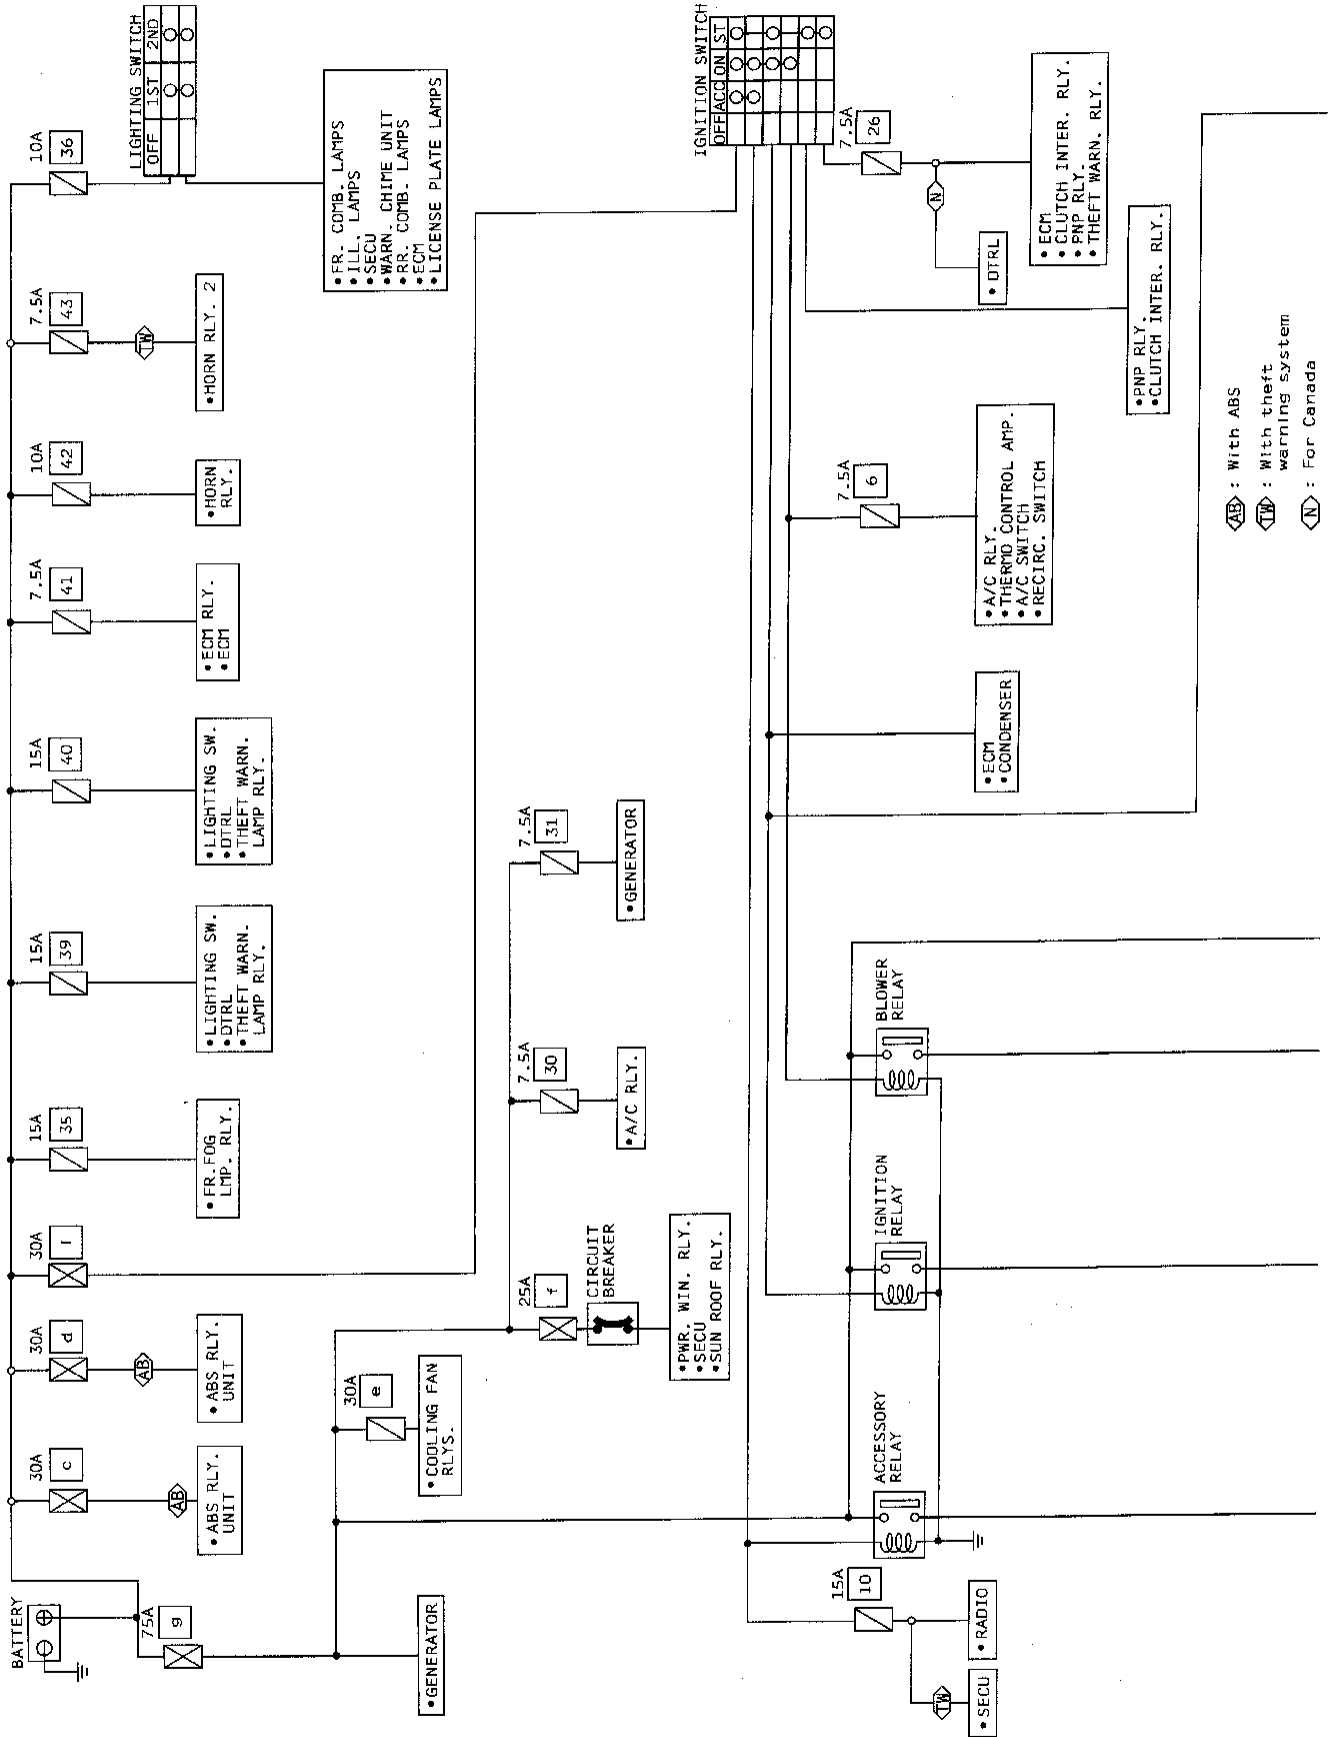 BATTERY
75A
g
• GENERATOR
30A
c
AB
• ABS RLY.
UNIT
30A
d
AB
• ABS RLY.
UNIT
30A
15A
35
• FR.FOG
LMP. RLY.
15A
39
• LIGHTING SW.
• DTRL
• THEFT WARN.
LAMP RLY.
15A
40
• LIGHTING SW.
• DTRL
• THEFT WARN.
LAMP RLY.
7.5A
41
• ECM RLY.
• ECM
10A
42
• HORN
RLY.
7.5A
43
TW
• HORN RLY. 2
10A
36
LIGHTING SWITCH
OFF 1ST 2ND
• FR. COMB. LAMPS
• ILL. LAMPS
• SECU
• WARN. CHIME UNIT
• RR. COMB. LAMPS
• ECM
• LICENSE PLATE LAMPS
30A
e
• COOLING FAN
RLYS.
25A
f
CIRCUIT
BREAKER
• PWR. WIN. RLY.
• SECU
• SUN ROOF RLY.
7.5A
30
• A/C RLY.
7.5A
31
• GENERATOR
IGNITION SWITCH
OFF ACC ON ST
7.5A
26
N
• DTRL
• ECM
• CLUTCH INTER. RLY.
• PNP RLY.
• THEFT WARN. RLY.
• PNP RLY.
• CLUTCH INTER. RLY.
7.5A
6
• A/C RLY.
• THERMO CONTROL AMP.
• A/C SWITCH
• RECIRC. SWITCH
• ECM
• CONDENSER
15A
10
• RADIO
TW
• SECU
ACCESSORY
RELAY
IGNITION
RELAY
BLOWER
RELAY
AB : With ABS
TW : With theft
warning system
N : For Canada